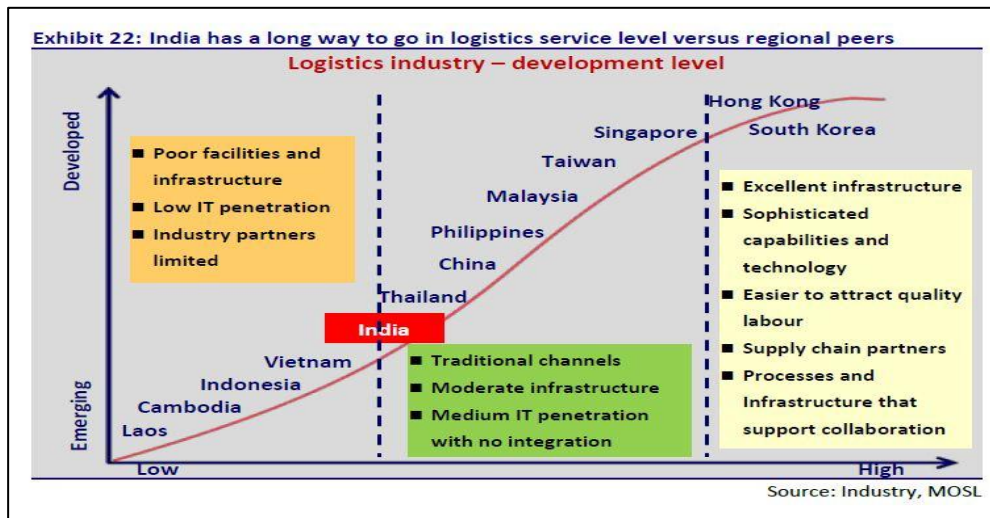 Exhibit 22: India has a long way to go in logistics service level versus regional peers
Logistics industry – development level
Developed
Emerging
■ Poor facilities and
infrastructure
■ Low IT penetration
■ Industry partners
limited
Hong Kong
South Korea
Singapore
Taiwan
Malaysia
Philippines
China
Thailand
India
Vietnam
Indonesia
Cambodia
Laos
■ Traditional channels
■ Moderate infrastructure
■ Medium IT penetration
with no integration
■ Excellent infrastructure
■ Sophisticated
capabilities and
technology
■ Easier to attract quality
labour
■ Supply chain partners
■ Processes and
Infrastructure that
support collaboration
Low
High
Source: Industry, MOSL